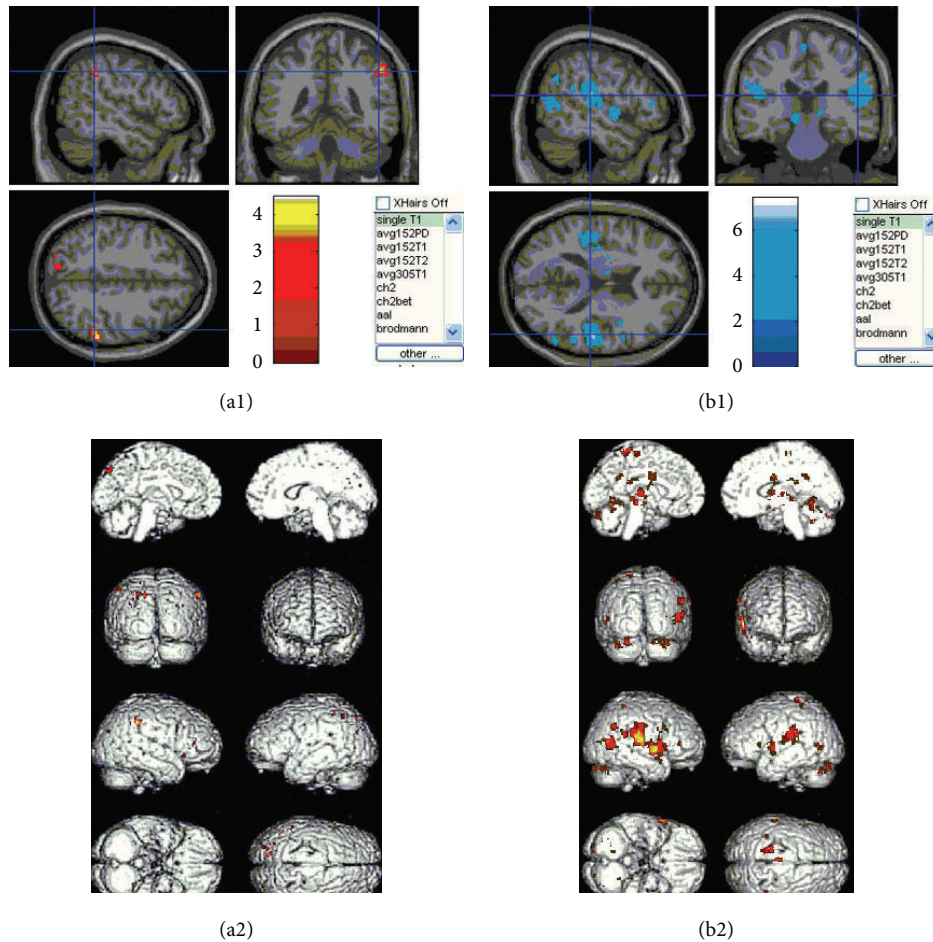 4
3
2
1
0
XHairs Off
single T1
avg152PD
avg152T1
avg152T2
avg305T1
ch2
ch2bet
aal
brodmann
other ...
(a1)
6
4
2
0
XHairs Off
single T1
avg152PD
avg152T1
avg152T2
avg305T1
ch2
ch2bet
aal
brodmann
other ...
(b1)
(a2)
(b2)